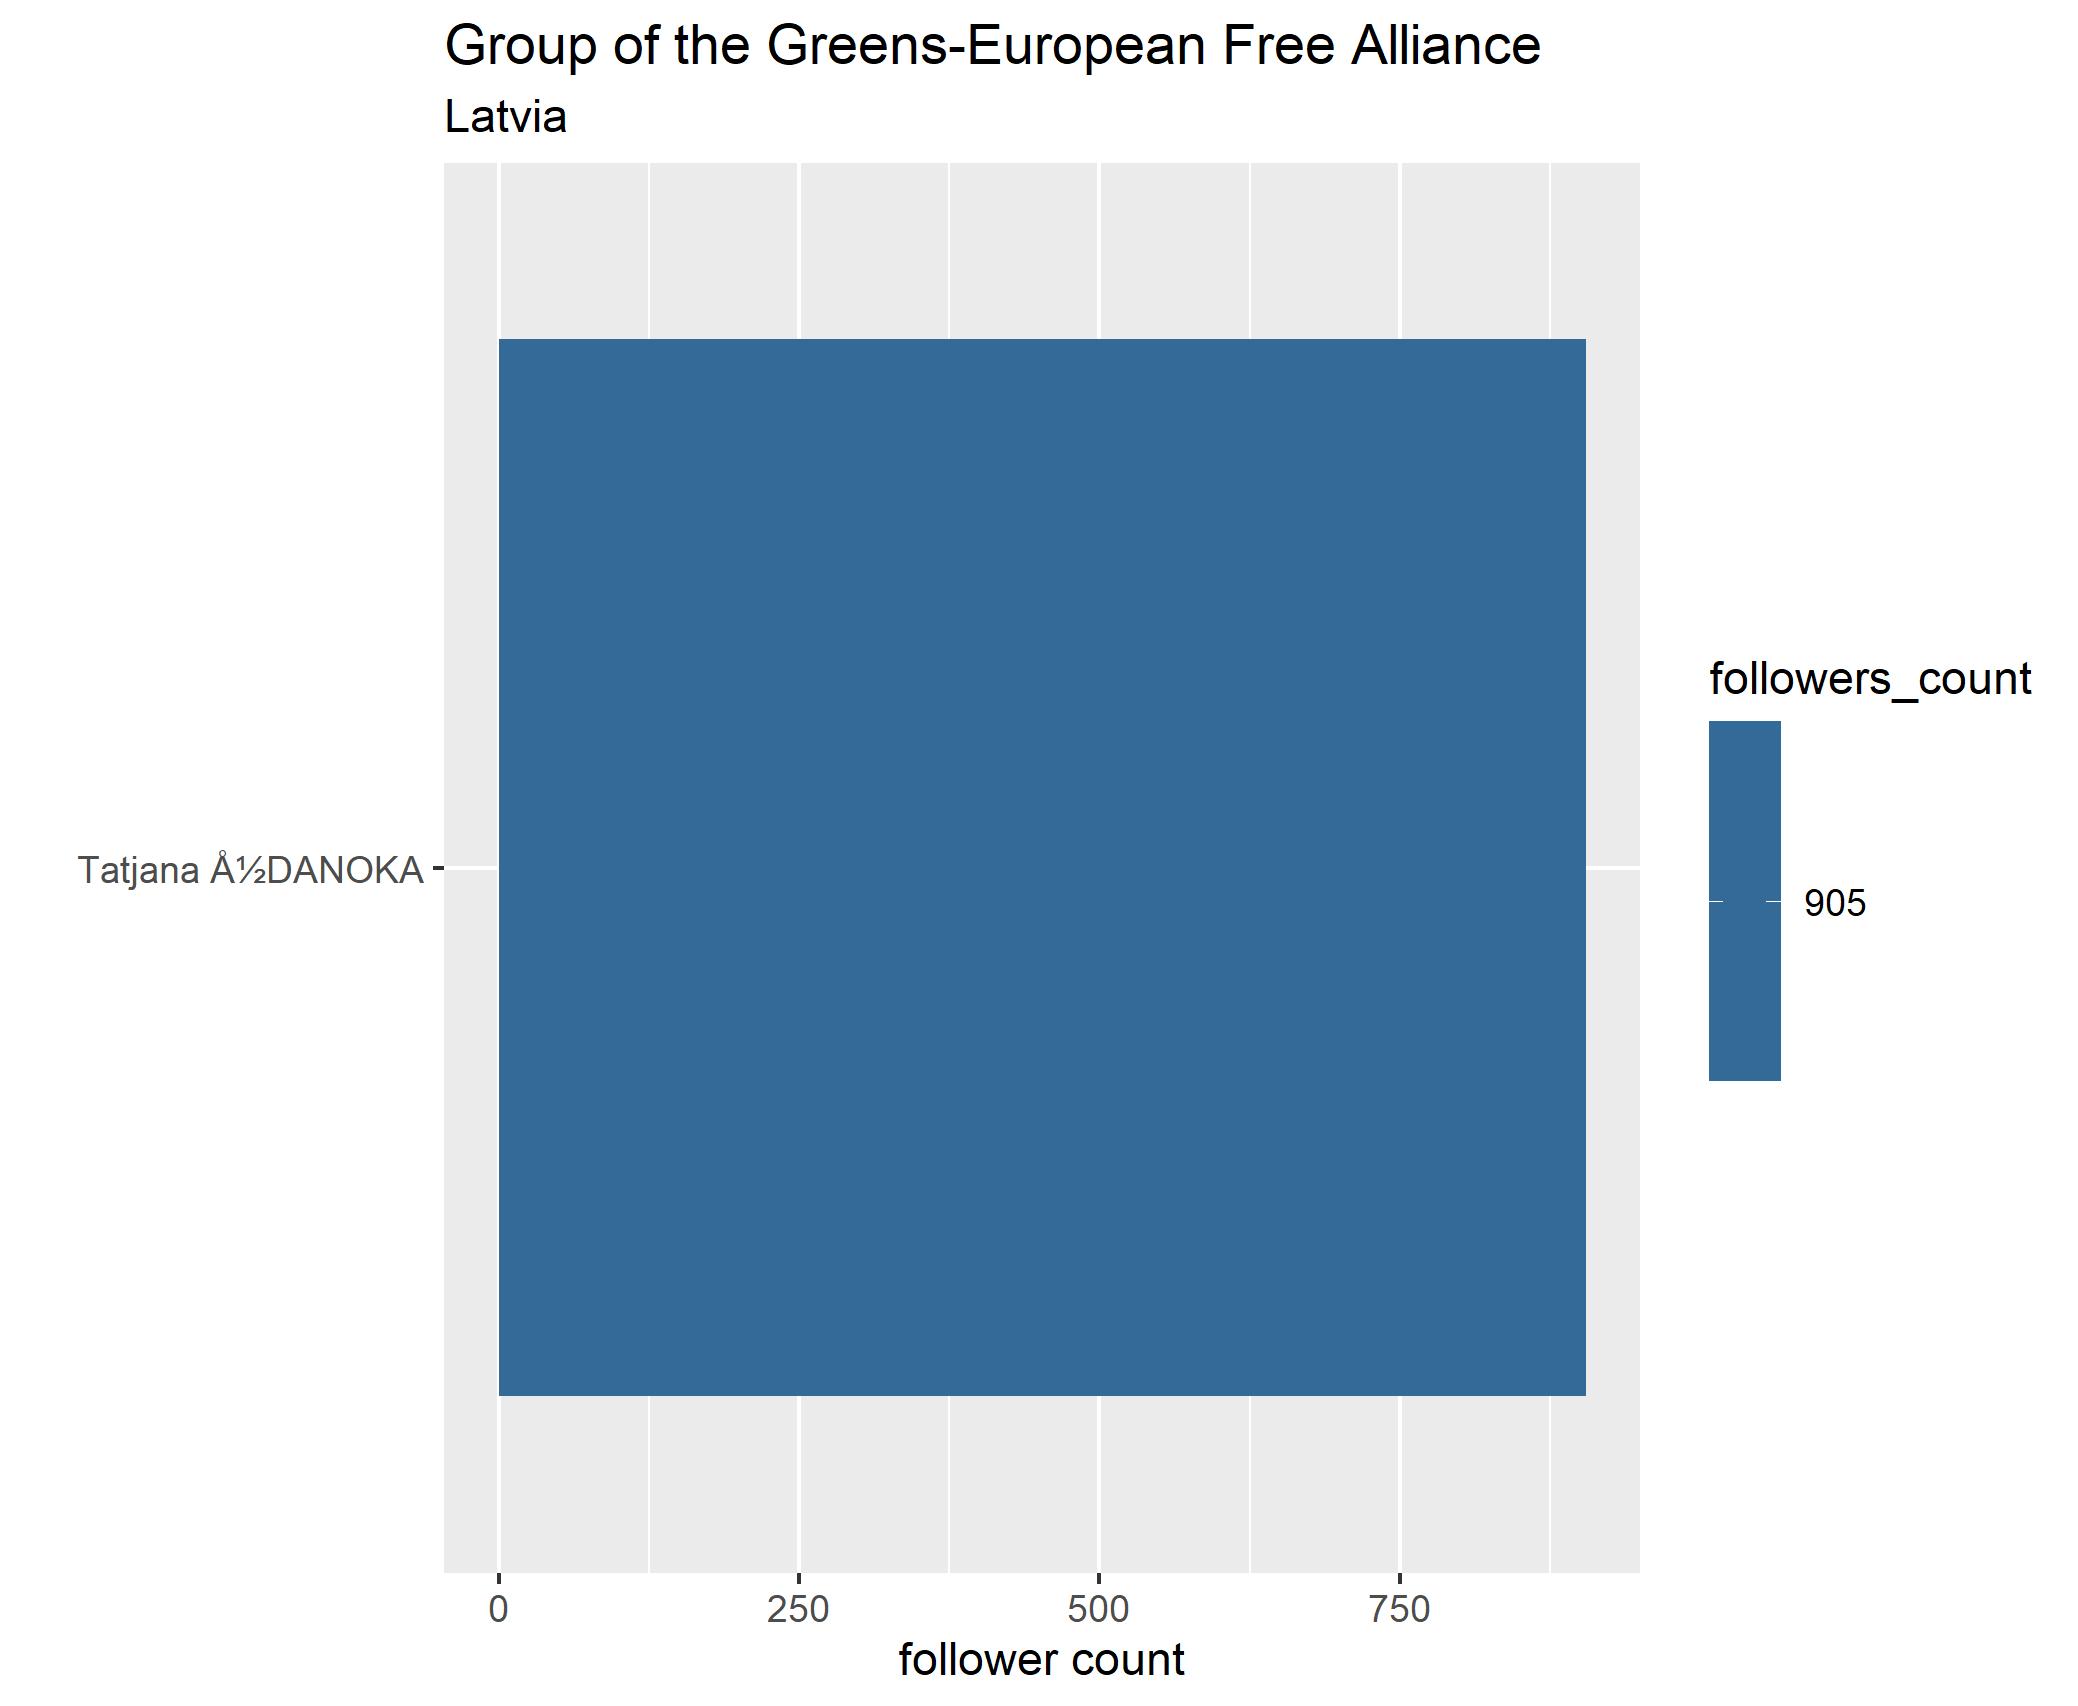 Group of the Greens-European Free Alliance
Latvia
Tatjana Å½DANOKA
followers_count
905
0 250 500 750
follower count